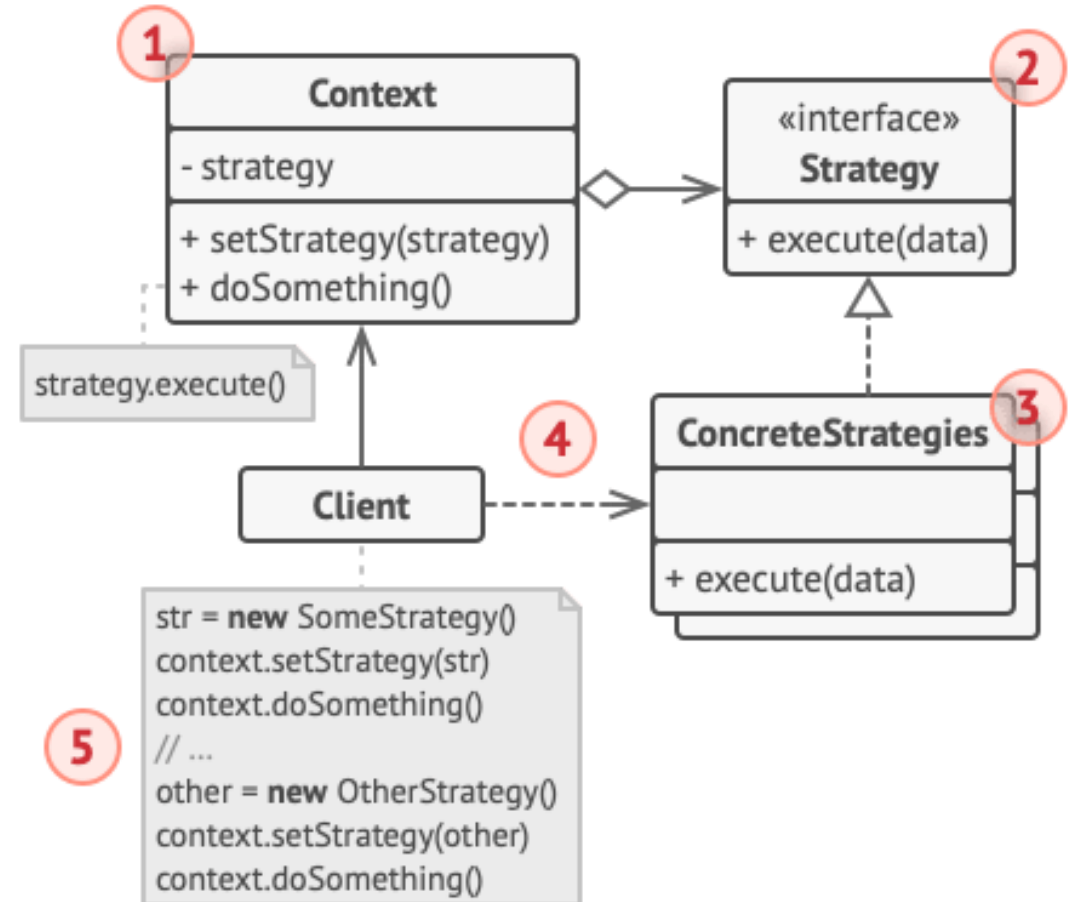 1
Context
- strategy
+ setStrategy(strategy)
+ doSomething()
2
«interface»
Strategy
+ execute(data)
strategy.execute()
3
ConcreteStrategies
+ execute(data)
4
Client
5
str = new SomeStrategy()
context.setStrategy(str)
context.doSomething()
// ...
other = new OtherStrategy()
context.setStrategy(other)
context.doSomething()